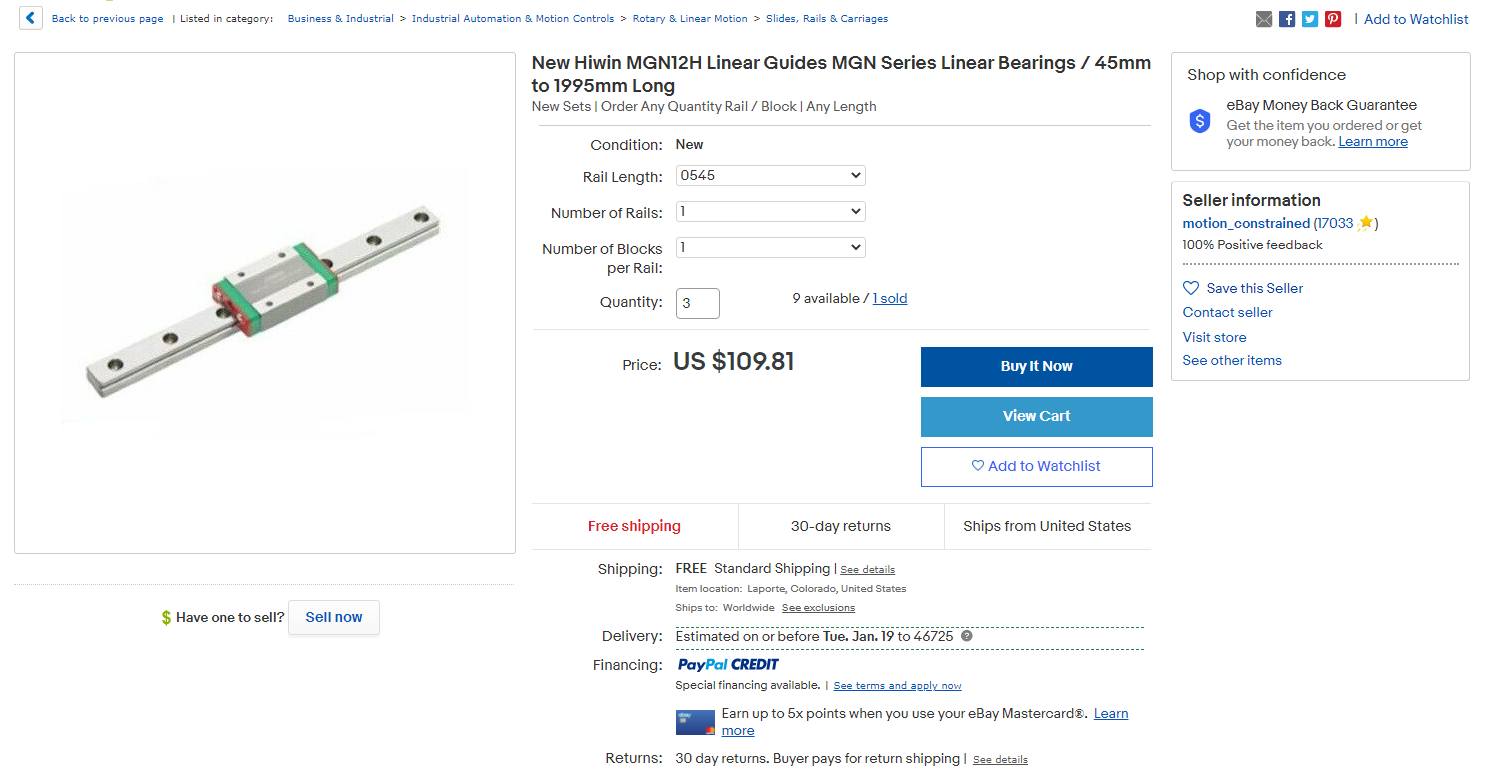 Back to previous page | Listed in category: Business & Industrial > Industrial Automation & Motion Controls > Rotary & Linear Motion > Slides, Rails & Carriages
| Add to Watchlist
New Hiwin MGN12H Linear Guides MGN Series Linear Bearings / 45mm
to 1995mm Long
New Sets | Order Any Quantity Rail / Block | Any Length
Condition: New
Rail Length: 0545
Number of Rails: 1
Number of Blocks 1
per Rail:
Quantity: 3 9 available / 1 sold
Price: US $109.81
Buy It Now
View Cart
Add to Watchlist
Free shipping 30-day returns Ships from United States
Shipping: FREE Standard Shipping | See details
Item location: Laporte, Colorado, United States
Ships to: Worldwide See exclusions
Delivery: Estimated on or before Tue. Jan. 19 to 46725 ?
Financing: PayPal CREDIT
Special financing available. | See terms and apply now
ebay
Earn up to 5x points when you use your eBay Mastercard®. Learn
more
Returns: 30 day returns. Buyer pays for return shipping | See details
$ Have one to sell? Sell now
Shop with confidence
$
eBay Money Back Guarantee
Get the item you ordered or get
your money back. Learn more
Seller information
motion_constrained (17033 )
100% Positive feedback
Save this Seller
Contact seller
Visit store
See other items